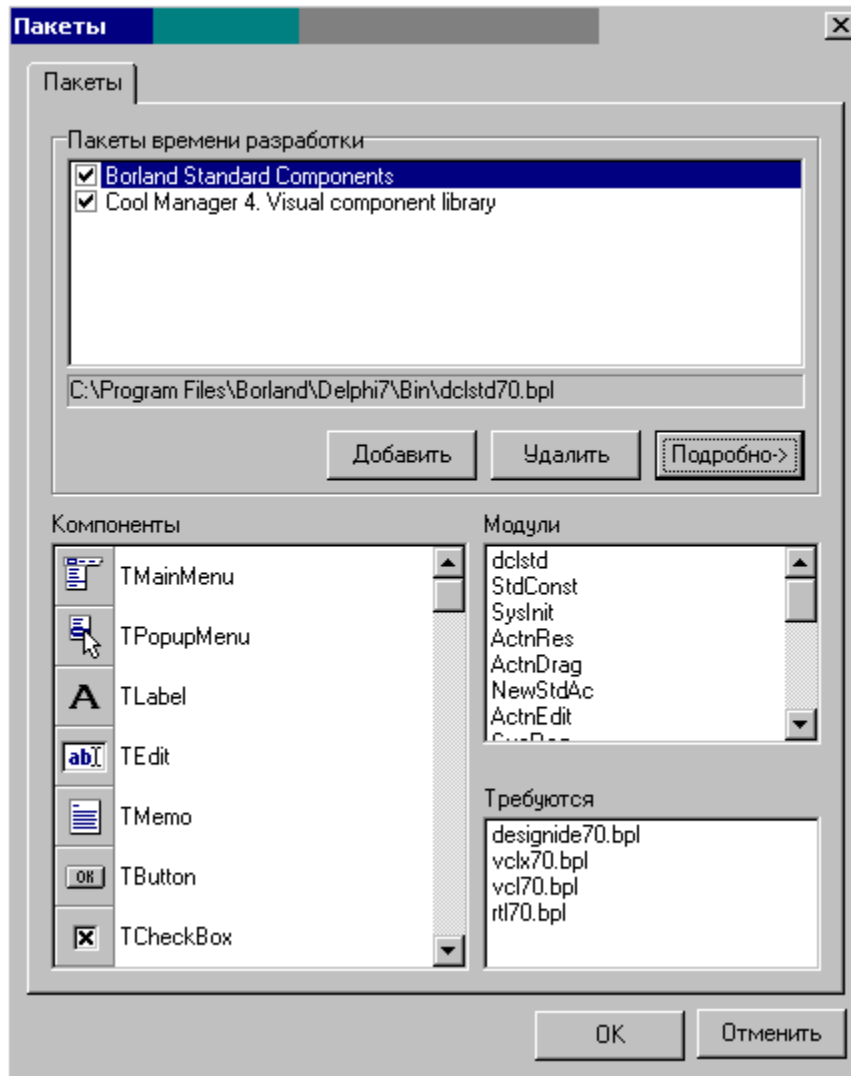 Пакеты
Пакеты
Пакеты времени разработки
Borland Standard Components
Cool Manager 4. Visual component library
C:\Program Files\Borland\Delphi7\Bin\dclstd70.bpl
Добавить
Удалить
Подробно->
Компоненты
TMainMenu
TPopupMenu
TLabel
TEdit
TMemo
TButton
TCheckBox
Модули
dclstd
StdConst
SysInit
ActnRes
ActnDrag
NewStdAc
ActnEdit
Требуются
designide70.bpl
vclx70.bpl
vcl70.bpl
rtl70.bpl
OK
Отменить